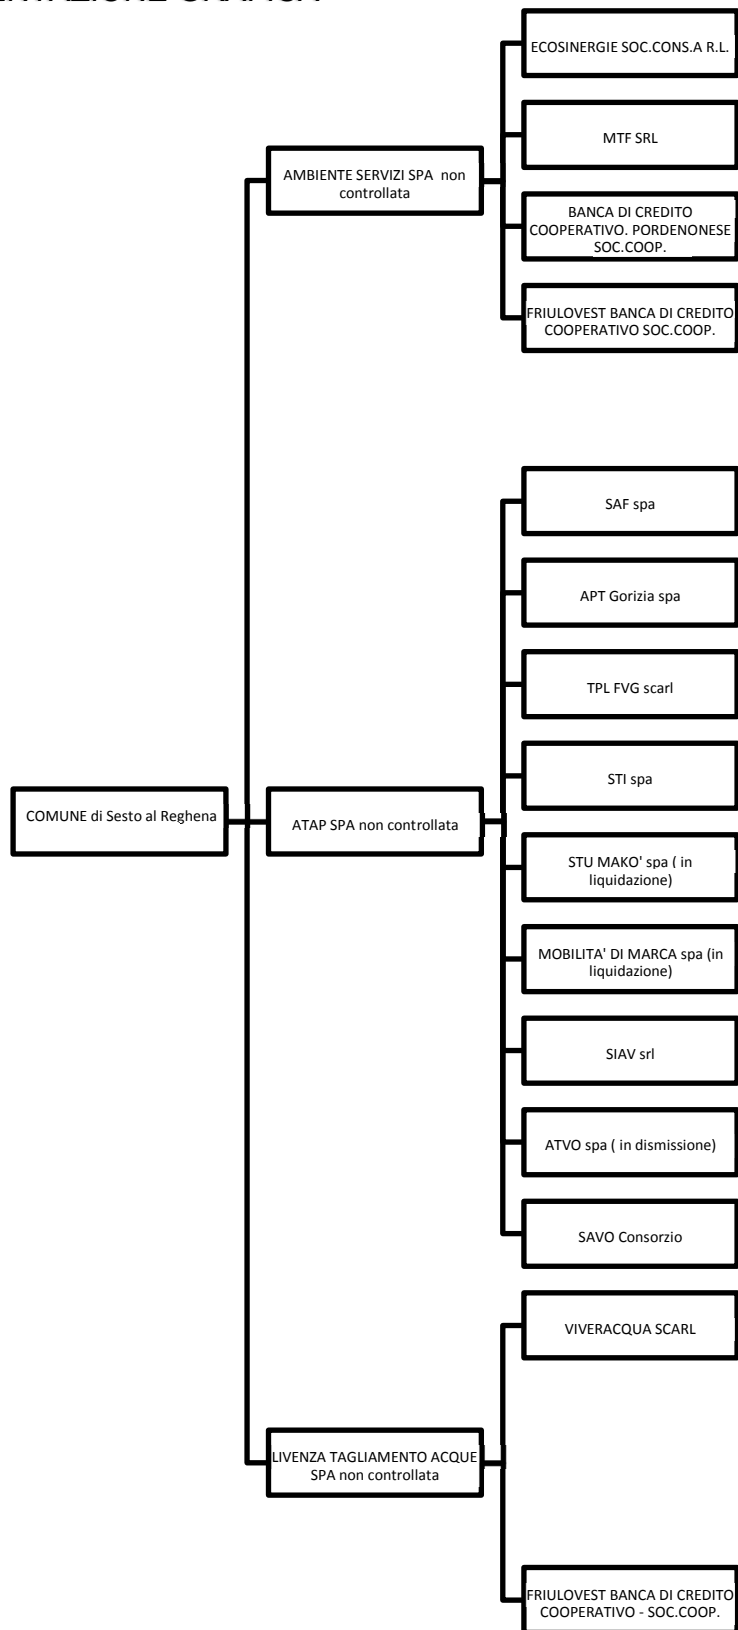 ECOSINERGIE SOC.CONS.A R.L.
MTF SRL
AMBIENTE SERVIZI SPA non
controllata
BANCA DI CREDITO
COOPERATIVO. PORDENONESE
SOC.COOP.
FRIULOVEST BANCA DI CREDITO
COOPERATIVO SOC.COOP.
SAF spa
APT Gorizia spa
TPL FVG scarl
STI spa
COMUNE di Sesto al Reghena
ATAP SPA non controllata
STU MAKO' spa ( in
liquidazione)
MOBILITA' DI MARCA spa (in
liquidazione)
SIAV srl
ATVO spa ( in dismissione)
SAVO Consorzio
VIVERACQUA SCARL
LIVENZA TAGLIAMENTO ACQUE
SPA non controllata
FRIULOVEST BANCA DI CREDITO
COOPERATIVO - SOC.COOP.